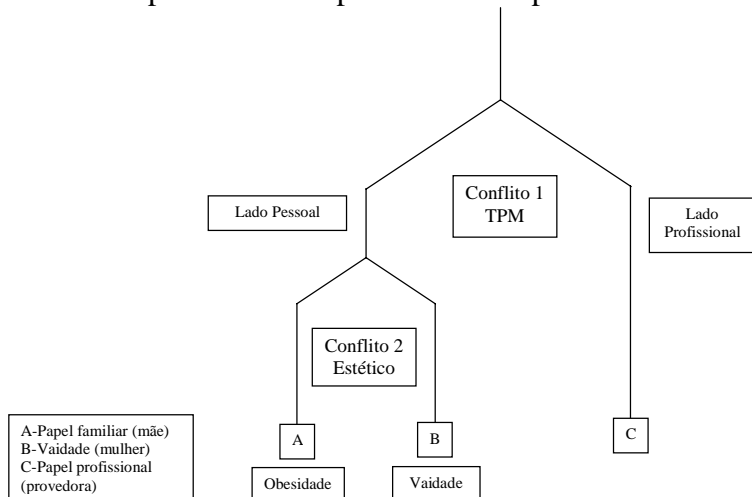 Lado Pessoal
Conflito 1
TPM
Lado
Profissional
Conflito 2
Estético
A-Papel familiar (mãe)
B-Vaidade (mulher)
C-Papel profissional
(provedora)
A
B
C
Obesidade
Vaidade